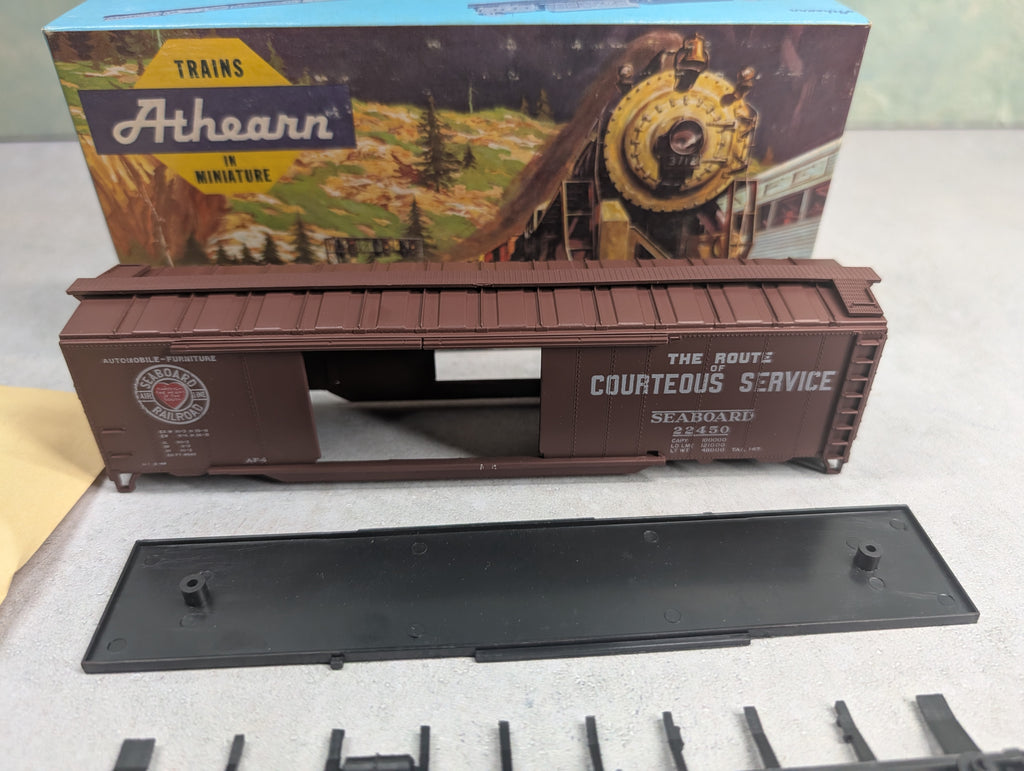 TRAINS
Athearn
IN
MINIATURE
3712
AUTOMOBILE-FURNITURE
SEABOARD
AIR LINE
RAILROAD
AF-4
THE ROUTE
OF
COURTEOUS SERVICE
SEABOARD
22450
CAPY 100000
LD LMT 121000
LT WT 48000